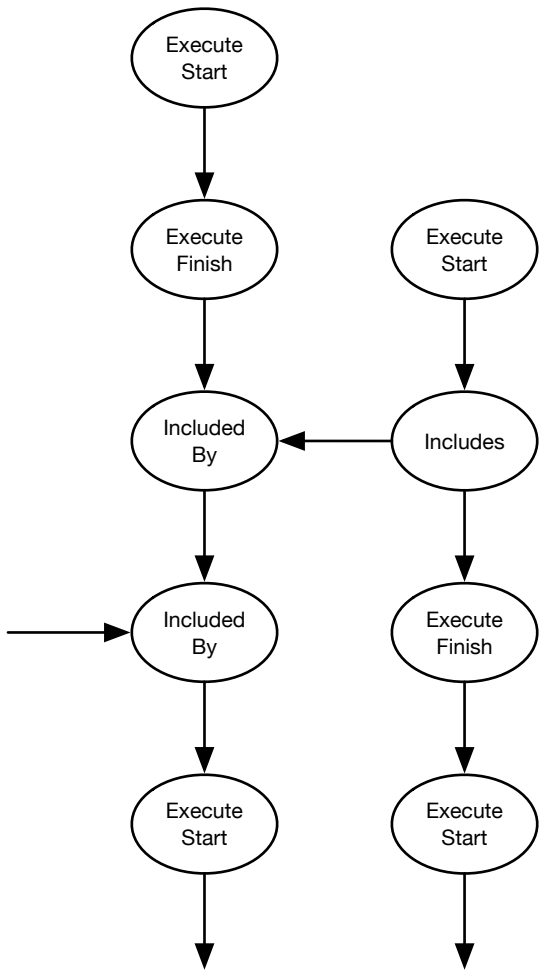 Execute
Start
Execute
Finish
Execute
Start
Included
By
Includes
Included
By
Execute
Finish
Execute
Start
Execute
Start